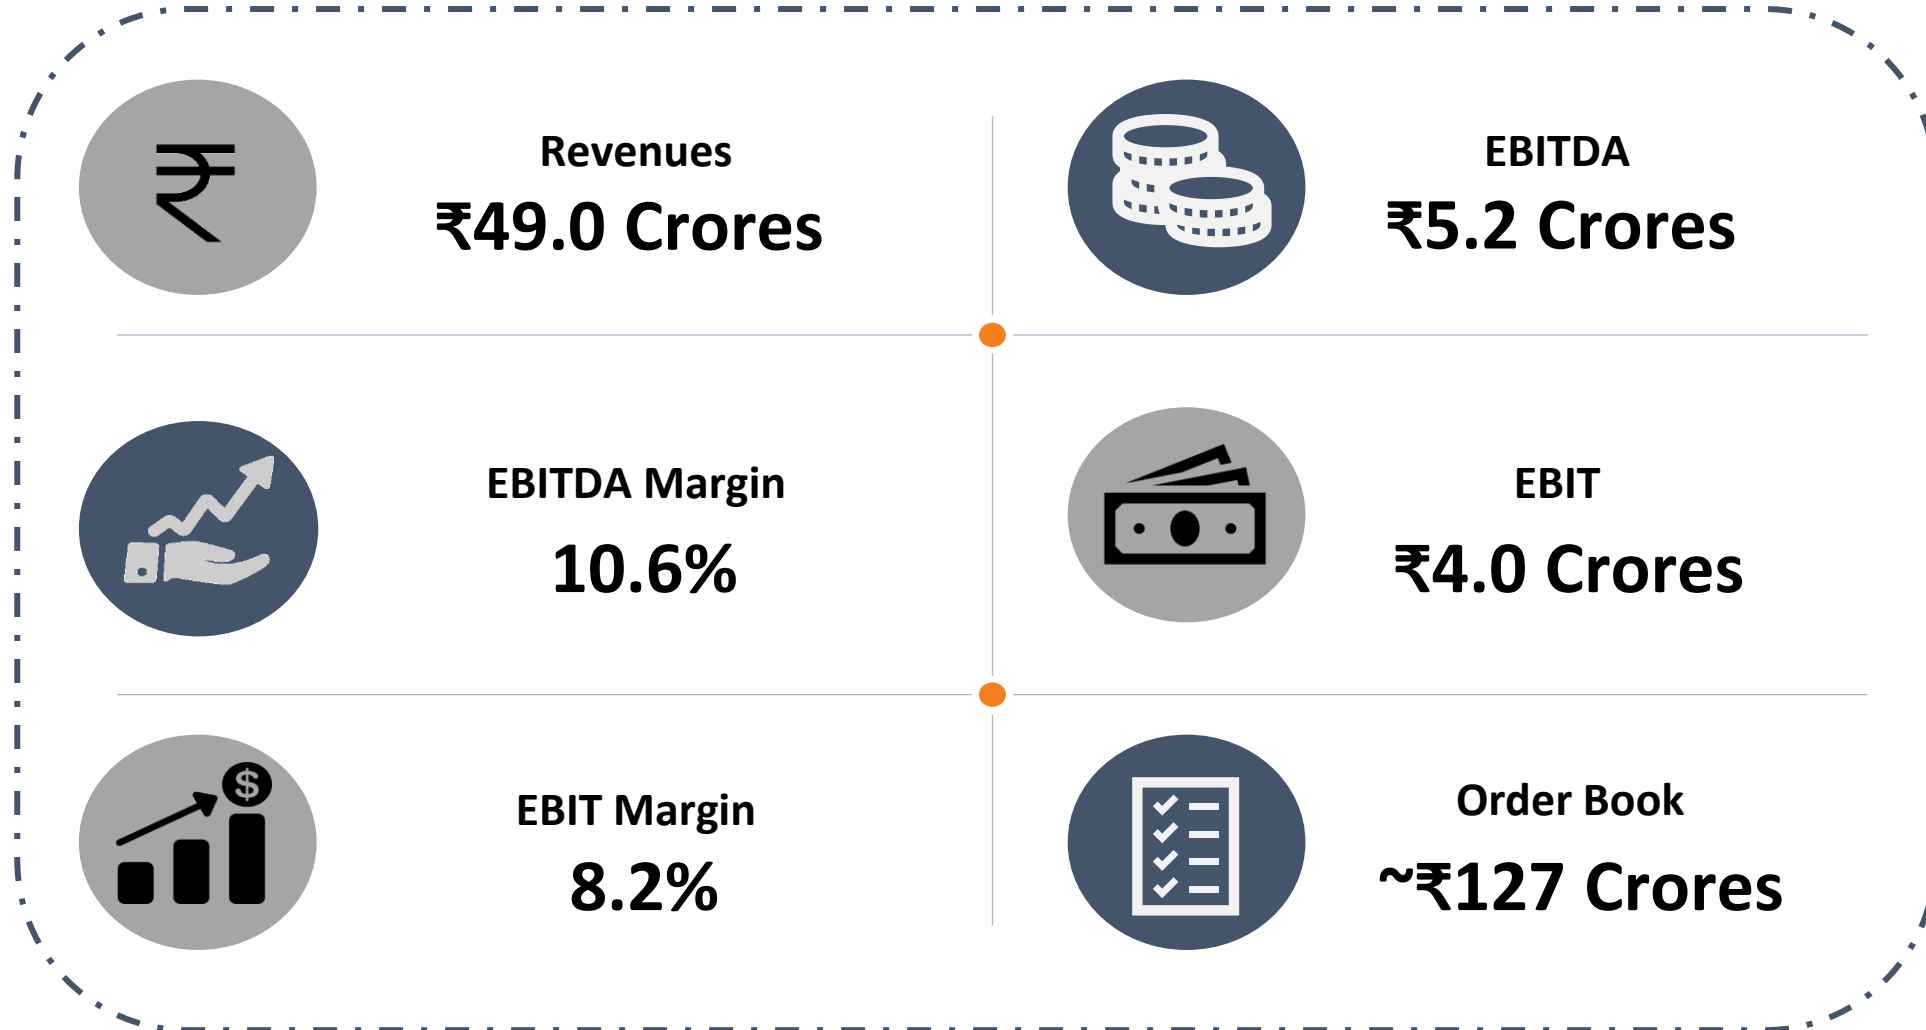 Revenues
₹49.0 Crores
EBITDA
₹5.2 Crores
EBITDA Margin
10.6%
EBIT
₹4.0 Crores
EBIT Margin
8.2%
Order Book
~₹127 Crores
₹
$